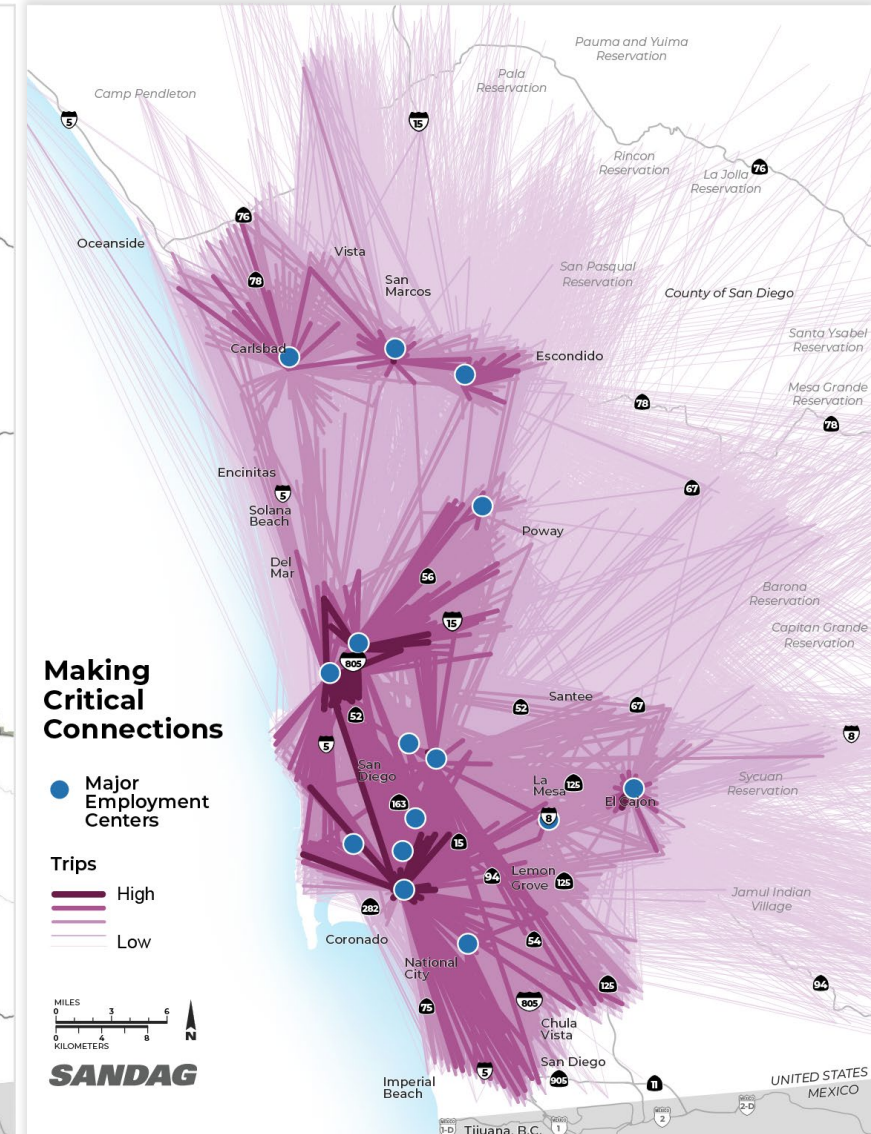 Pauma and Yuima
Reservation
Pala
Reservation
Camp Pendleton
5
15
Rincon
Reservation
76
La Jolla
Reservation
76
Oceanside
Vista
78
San
Marcos
San Pasqual
Reservation
County of San Diego
Santa Ysabel
Reservation
Carlsbad
Escondido
Mesa Grande
Reservation
78
78
Encinitas
5
67
Solana
Beach
Poway
Del
Mar
56
Barona
Reservation
15
Capitan Grande
Reservation
805
Making
Critical
Connections
Santee
52
67
52
5
8
San
Diego
Major
Employment
Centers
La
Mesa
125
El Cajon
Sycuan
Reservation
163
8
15
Trips
High
Low
94
Lemon
Grove
125
282
Jamul Indian
Village
Coronado
54
National
City
125
94
75
805
MILES
0 3 6
0 4 8
KILOMETERS
N
Chula
Vista
San Diego
5
905
11
SANDAG
Imperial
Beach
UNITED STATES
MEXICO
1-D
Tijuana, B.C.
1
2
2-D